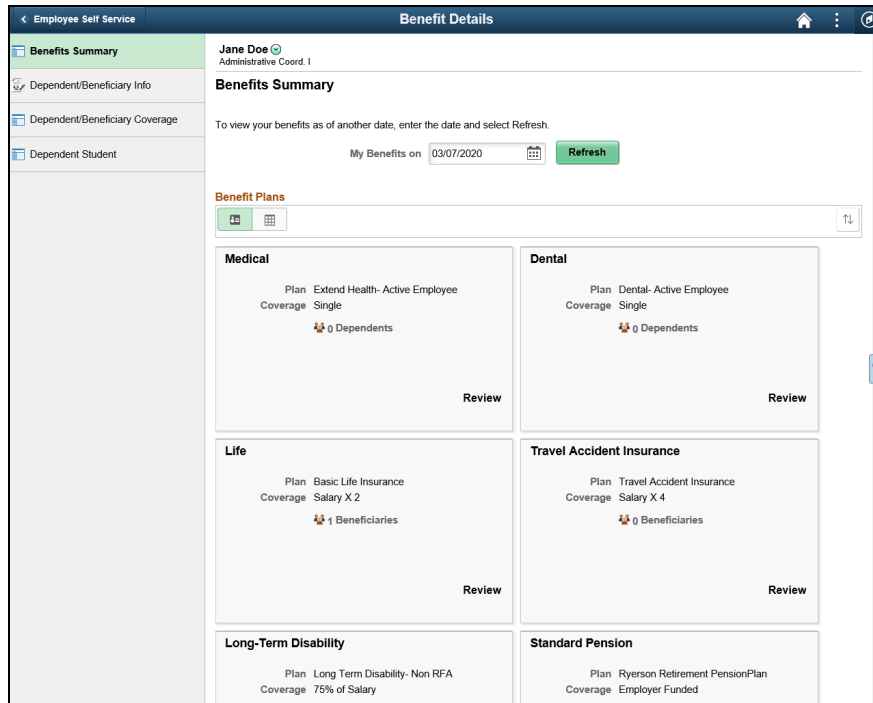 Employee Self Service
Benefit Details
Benefits Summary
Dependent/Beneficiary Info
Dependent/Beneficiary Coverage
Dependent Student
Jane Doe
Administrative Coord. I
Benefits Summary
To view your benefits as of another date, enter the date and select Refresh.
My Benefits on 03/07/2020 Refresh
Benefit Plans
Medical
Plan Extend Health- Active Employee
Coverage Single
0 Dependents
Review
Dental
Plan Dental- Active Employee
Coverage Single
0 Dependents
Review
Life
Plan Basic Life Insurance
Coverage Salary X 2
1 Beneficiaries
Review
Travel Accident Insurance
Plan Travel Accident Insurance
Coverage Salary X 4
0 Beneficiaries
Review
Long-Term Disability
Plan Long Term Disability- Non RFA
Coverage 75% of Salary
Standard Pension
Plan Ryerson Retirement PensionPlan
Coverage Employer Funded